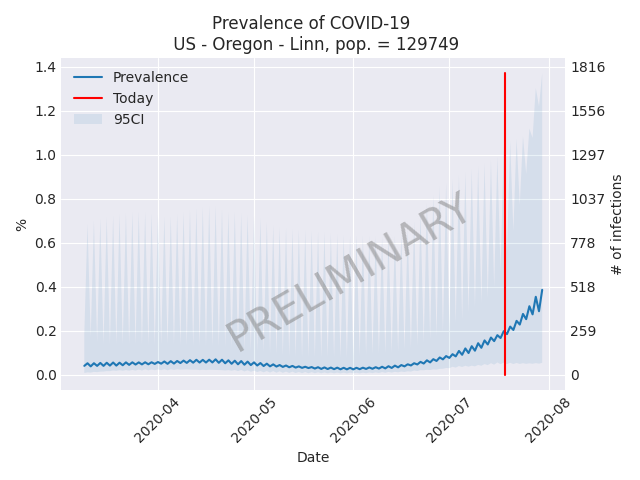 Prevalence of COVID-19
US - Oregon - Linn, pop. = 129749
Prevalence
Today
95CI
PRELIMINARY
%
1.4
1.2
1.0
0.8
0.6
0.4
0.2
0.0
1816
1556
1297
1037
778
518
259
0
# of infections
2020-04
2020-05
2020-06
2020-07
2020-08
Date